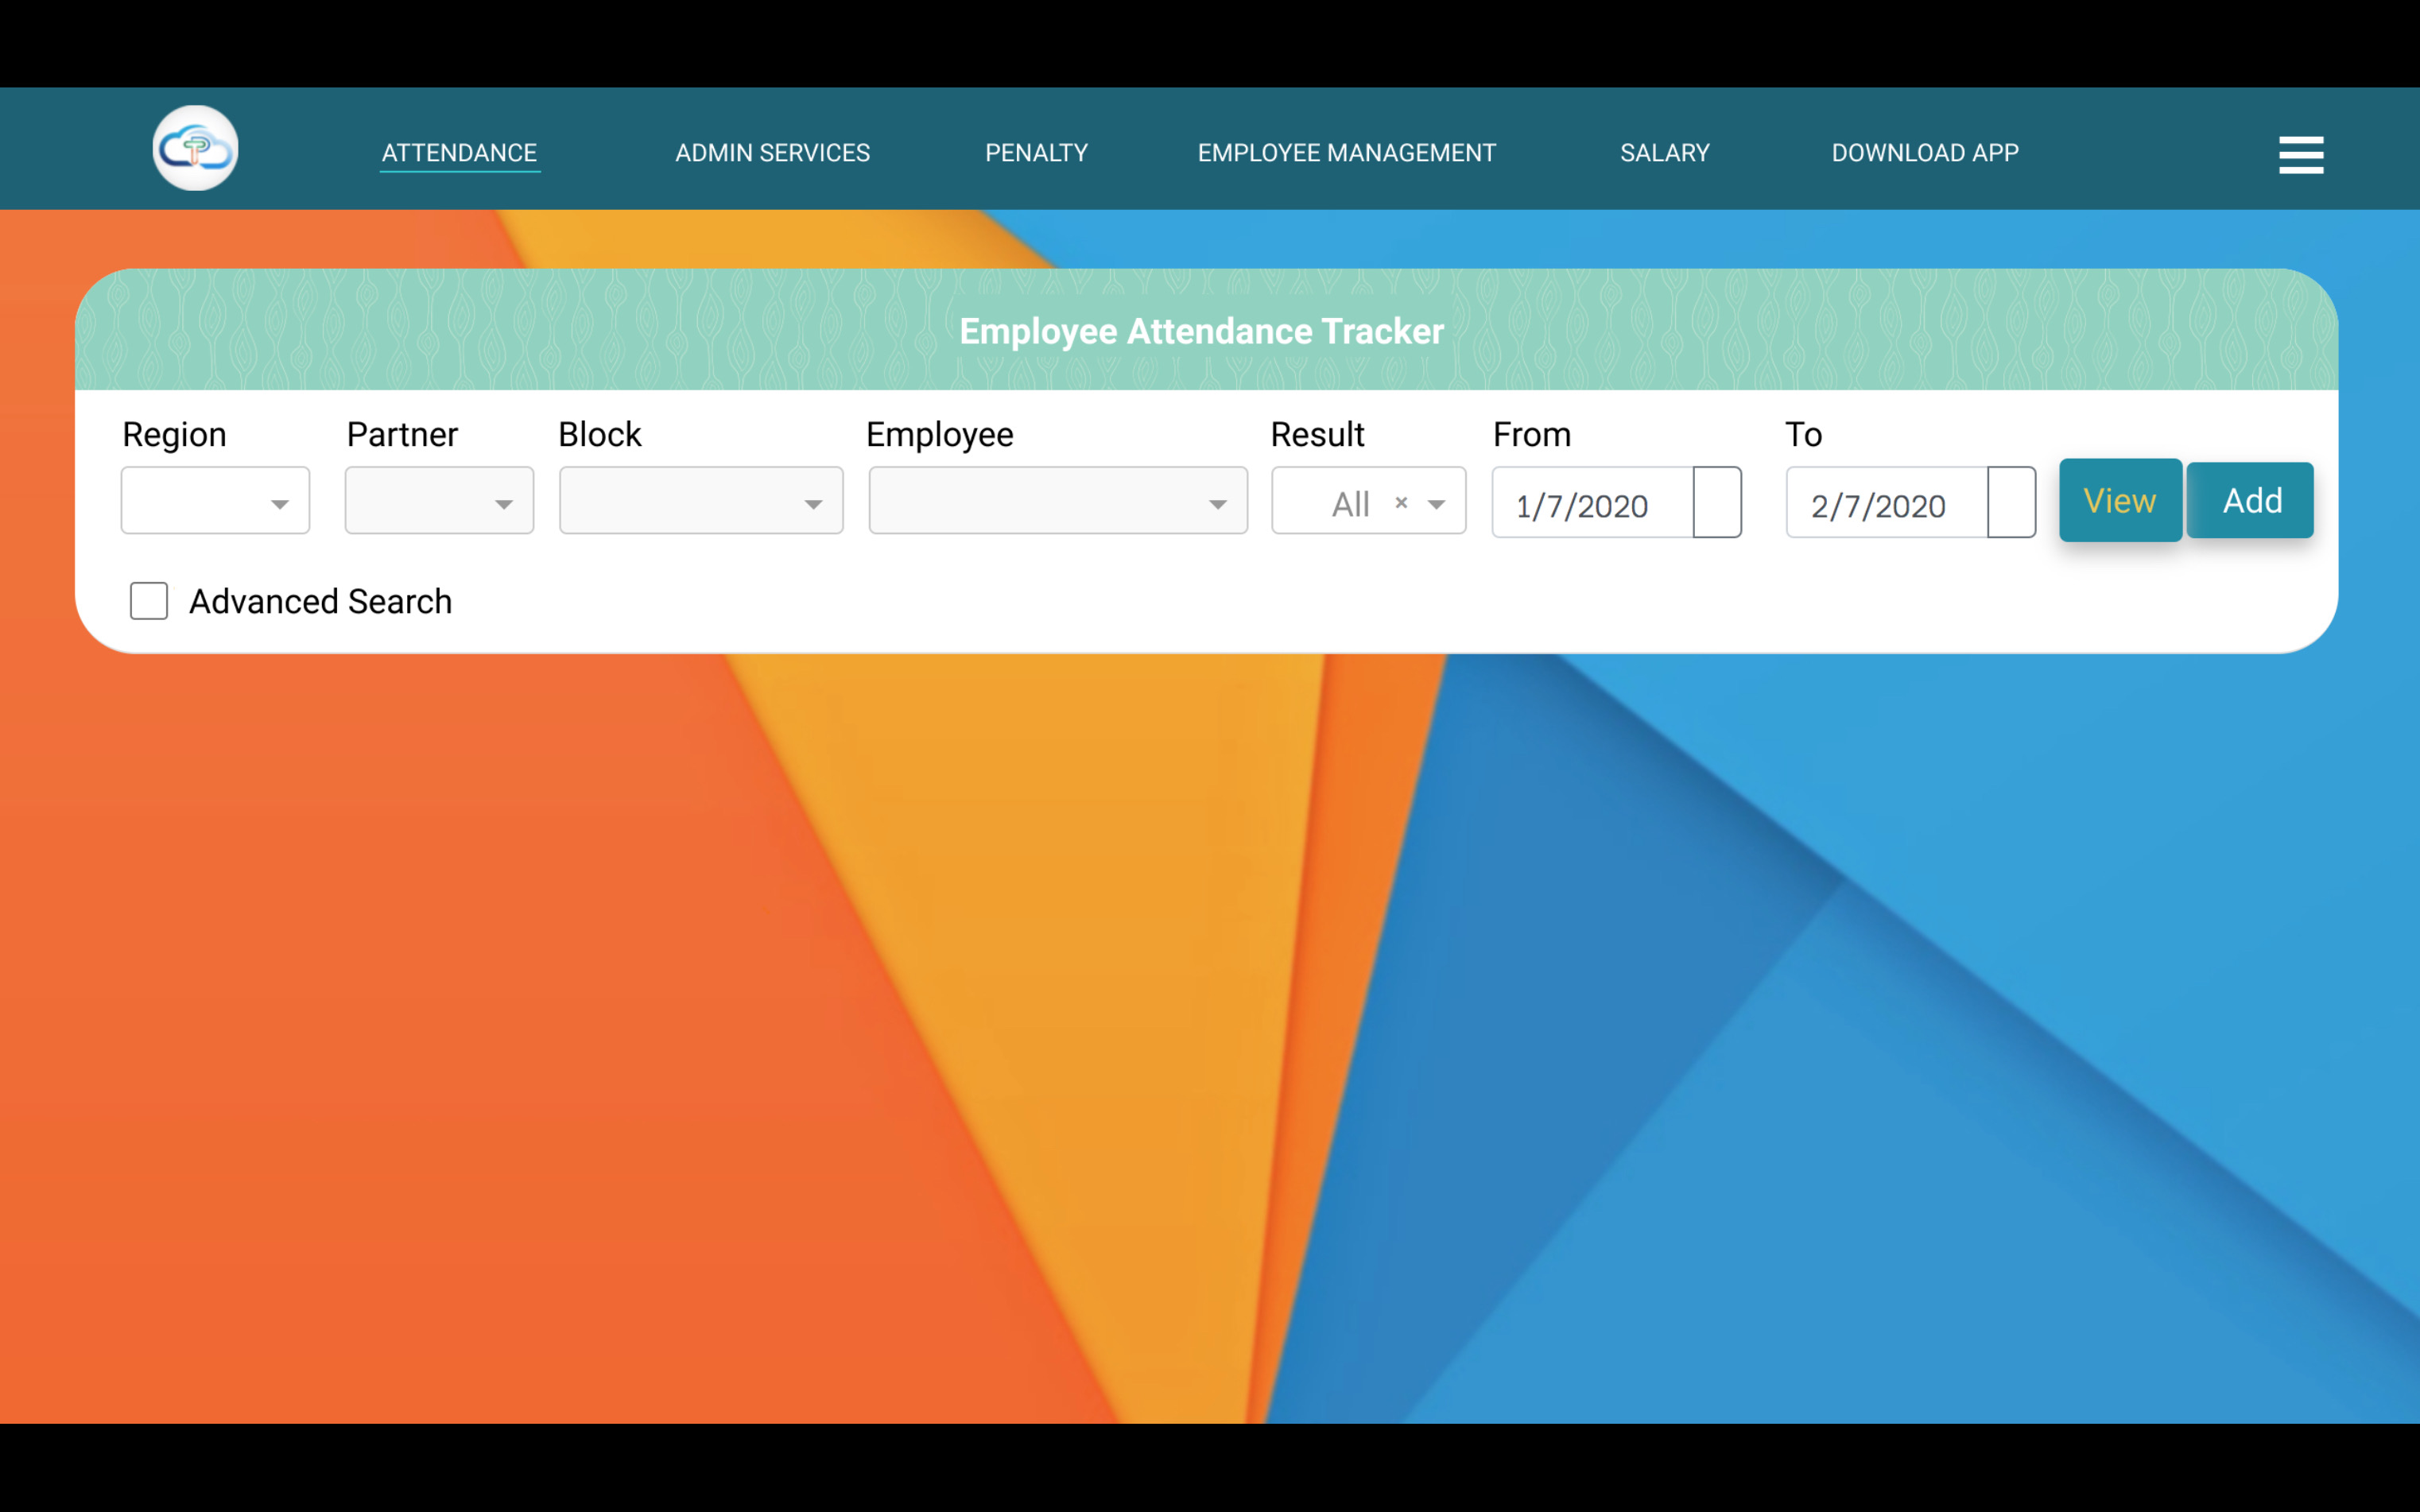 ATTENDANCE ADMIN SERVICES PENALTY EMPLOYEE MANAGEMENT SALARY DOWNLOAD APP
Employee Attendance Tracker
Region Partner Block Employee Result From To
All × 1/7/2020 2/7/2020 View Add
Advanced Search